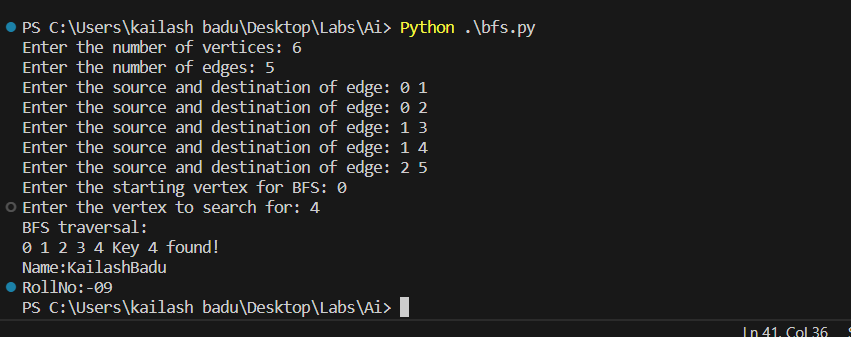 PS C:\Users\kailash badu\Desktop\Labs\Ai> Python .\bfs.py
Enter the number of vertices: 6
Enter the number of edges: 5
Enter the source and destination of edge: 0 1
Enter the source and destination of edge: 0 2
Enter the source and destination of edge: 1 3
Enter the source and destination of edge: 1 4
Enter the source and destination of edge: 2 5
Enter the starting vertex for BFS: 0
Enter the vertex to search for: 4
BFS traversal:
0 1 2 3 4 Key 4 found!
Name:KailashBadu
RollNo:-09
PS C:\Users\kailash badu\Desktop\Labs\Ai>
Ln 41, Col 36